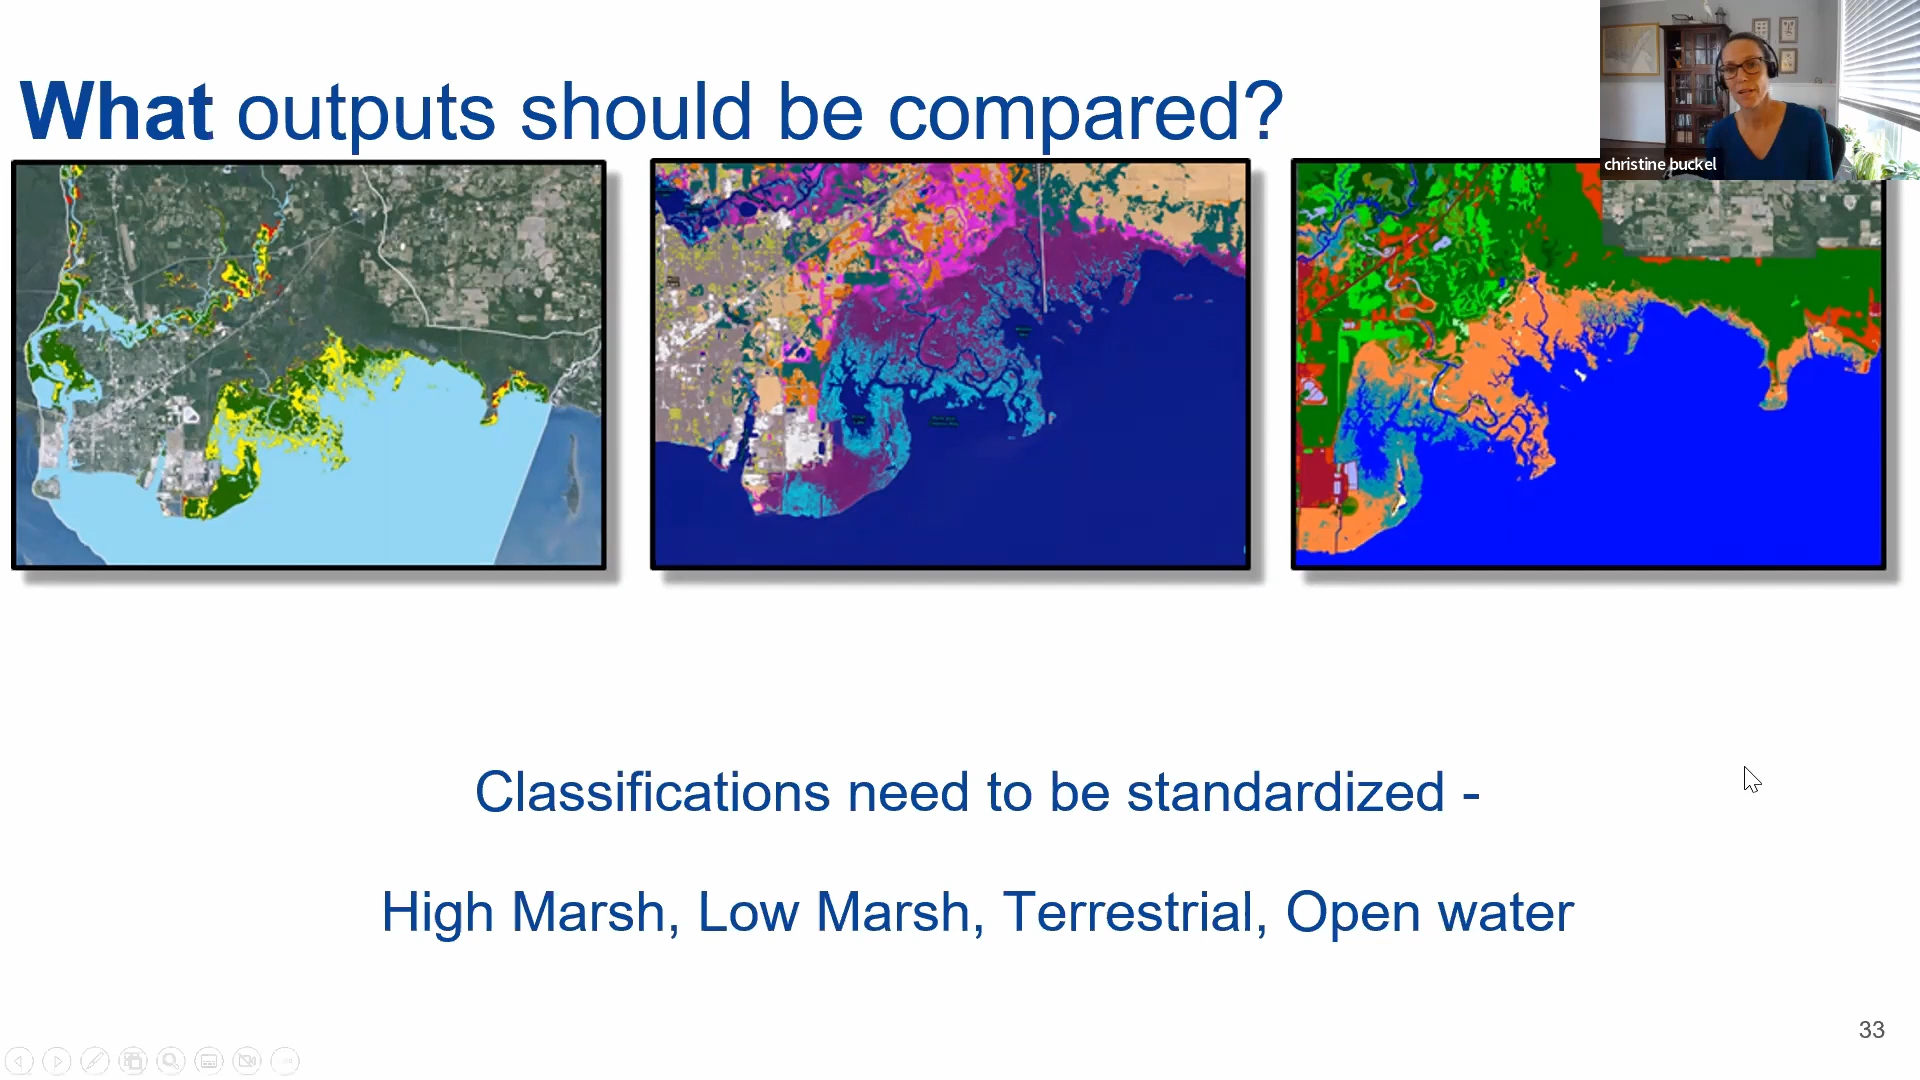 What outputs should be compared?
christine buckel
Classifications need to be standardized -
High Marsh, Low Marsh, Terrestrial, Open water
33